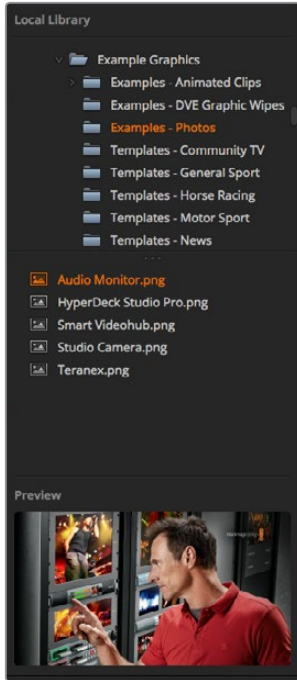 Local Library
Example Graphics
Examples - Animated Clips
Examples - DVE Graphic Wipes
Examples - Photos
Templates - Community TV
Templates - General Sport
Templates - Horse Racing
Templates - Motor Sport
Templates - News
Audio Monitor.png
HyperDeck Studio Pro.png
Smart Videohub.png
Studio Camera.png
Teranex.png
Preview